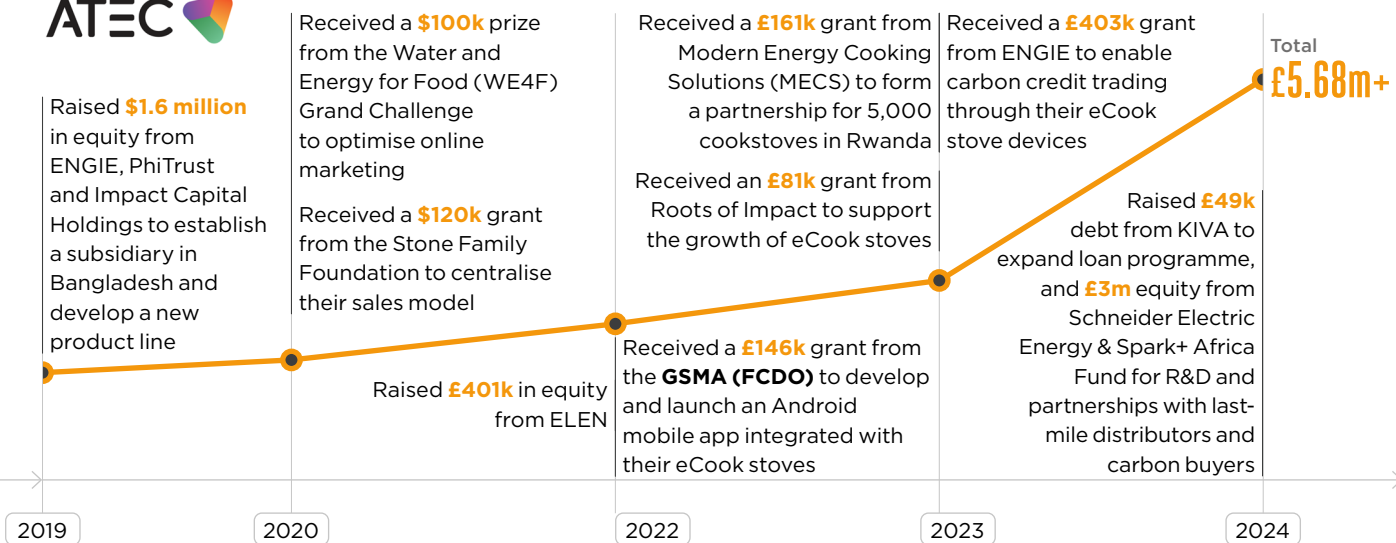 ATEC
Raised $1.6 million
in equity from
ENGIE, PhiTrust
and Impact Capital
Holdings to establish
a subsidiary in
Bangladesh and
develop a new
product line
Received a $100k prize
from the Water and
Energy for Food (WE4F)
Grand Challenge
to optimise online
marketing
Received a $120k grant
from the Stone Family
Foundation to centralise
their sales model
Raised £401k in equity
from ELEN
Received a £146k grant from
the GSMA (FCDO) to develop
and launch an Android
mobile app integrated with
their eCook stoves
Received a £161k grant from
Modern Energy Cooking
Solutions (MECS) to form
a partnership for 5,000
cookstoves in Rwanda
Received an £81k grant from
Roots of Impact to support
the growth of eCook stoves
Received a £403k grant
from ENGIE to enable
carbon credit trading
through their eCook
stove devices
Raised £49k
debt from KIVA to
expand loan programme,
and £3m equity from
Schneider Electric
Energy & Spark+ Africa
Fund for R&D and
partnerships with last-
mile distributors and
carbon buyers
Total
£5.68m+
2019
2020
2022
2023
2024